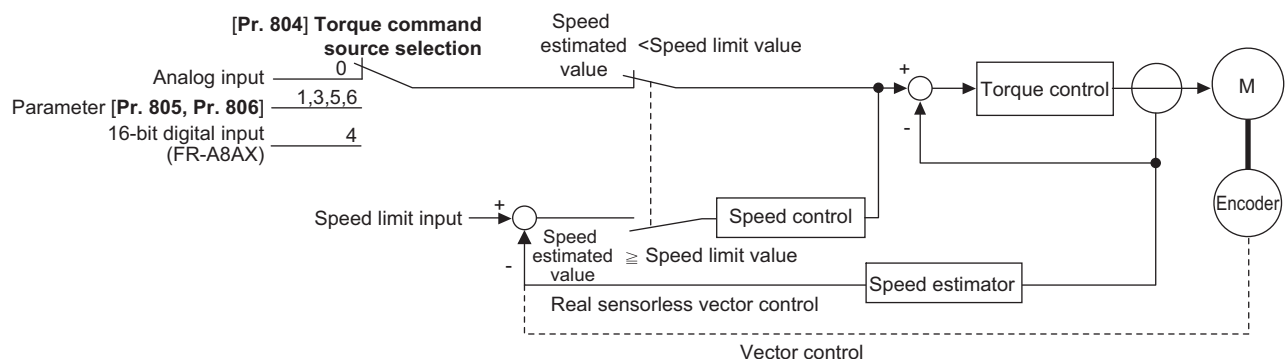 [Pr. 804] Torque command
source selection
Analog input
0
Parameter [Pr. 805, Pr. 806]
1,3,5,6
16-bit digital input
(FR-A8AX)
4
Speed
estimated
value
<Speed limit value
+
-
Torque control
M
Encoder
Speed limit input
+
-
Speed control
Speed
estimated
value
≧ Speed limit value
Speed estimator
Real sensorless vector control
Vector control